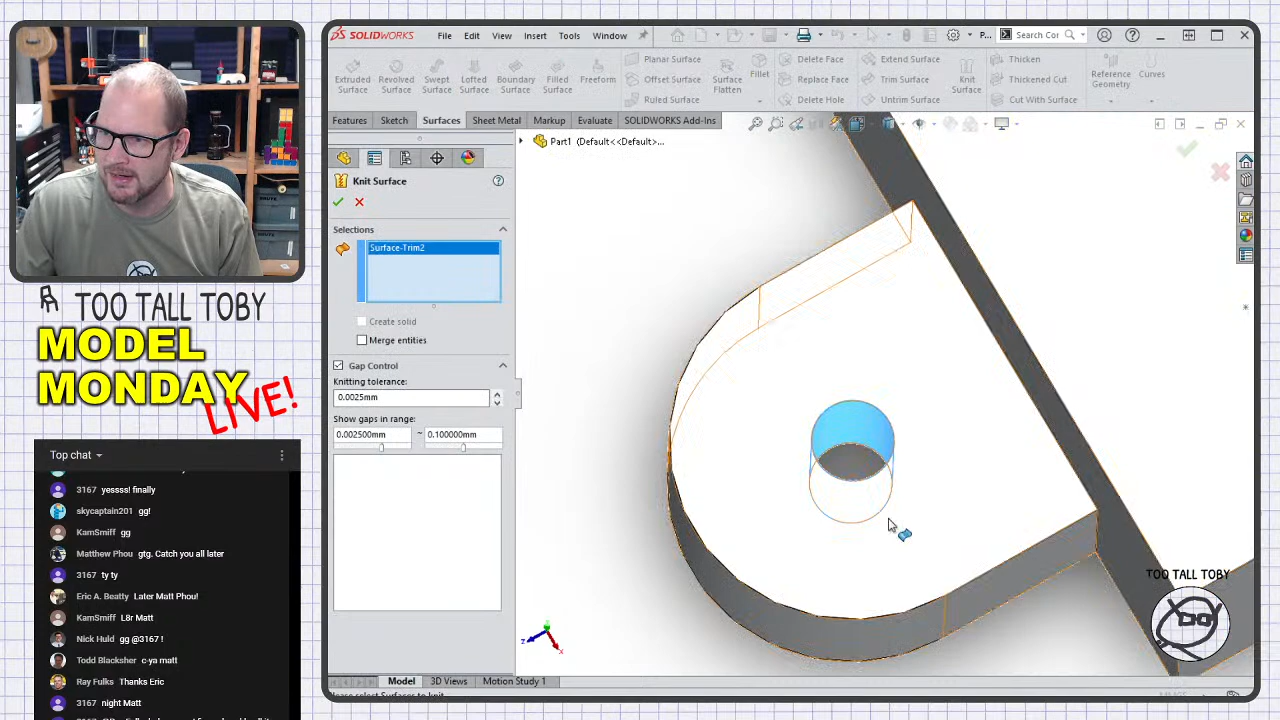 SOLIDWORKS File Edit View Insert Tools Window P... Search Cor
Extruded Surface
Revolved Surface
Swept Surface
Lofted Surface
Boundary Surface
Filled Surface
Freeform
Planar Surface
Offset Surface
Ruled Surface
Surface Flatten
Fillet
Delete Face
Replace Face
Delete Hole
Extend Surface
Trim Surface
Untrim Surface
Knit Surface
Thicken
Thickened Cut
Cut With Surface
Reference Geometry
Curves
Features Sketch Surfaces Sheet Metal Markup Evaluate SOLIDWORKS Add-Ins
Part1 (Default<<Default>...
Knit Surface
Selections
Surface-Trim2
Create solid
Merge entities
Gap Control
Knitting tolerance:
0.0025mm
Show gaps in range:
0.002500mm ~ 0.100000mm
z x
Model 3D Views Motion Study 1
TOO TALL TOBY
MODEL
MONDAY
LIVE!
Top chat
3167 yessss! finally
skycaptain201 gg!
KamSmiff gg
Matthew Phou gtg. Catch you all later
3167 ty ty
Eric A. Beatty Later Matt Phou!
KamSmiff L8r Matt
Nick Huld gg @3167 !
Todd Blacksher c-ya matt
Ray Fulks Thanks Eric
3167 night Matt
TOO TALL TOBY